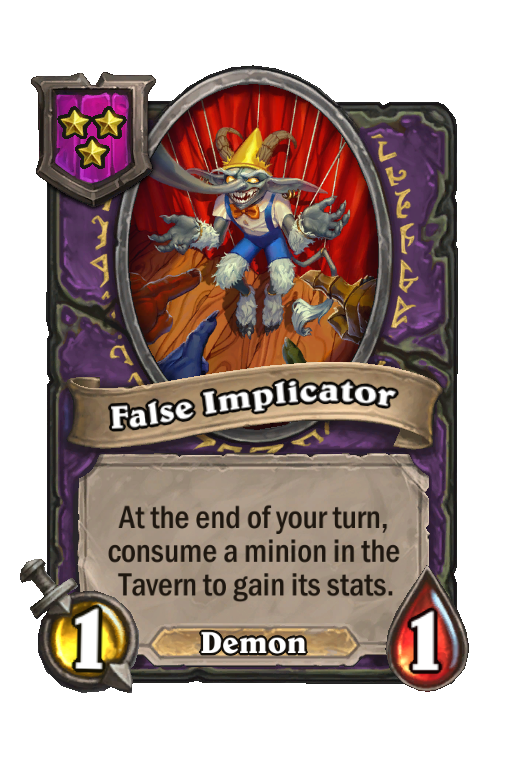 False Implicator
At the end of your turn,
consume a minion in the
Tavern to gain its stats.
1
Demon
1